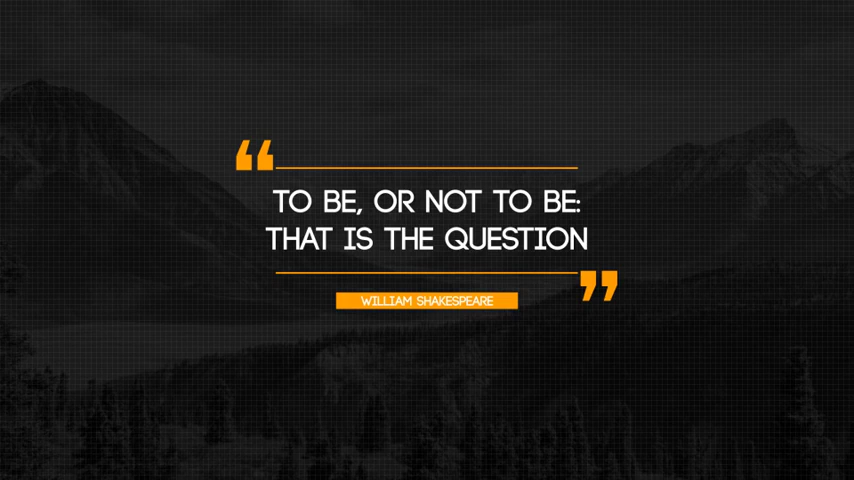 “
TO BE, OR NOT TO BE:
THAT IS THE QUESTION
”
WILLIAM SHAKESPEARE